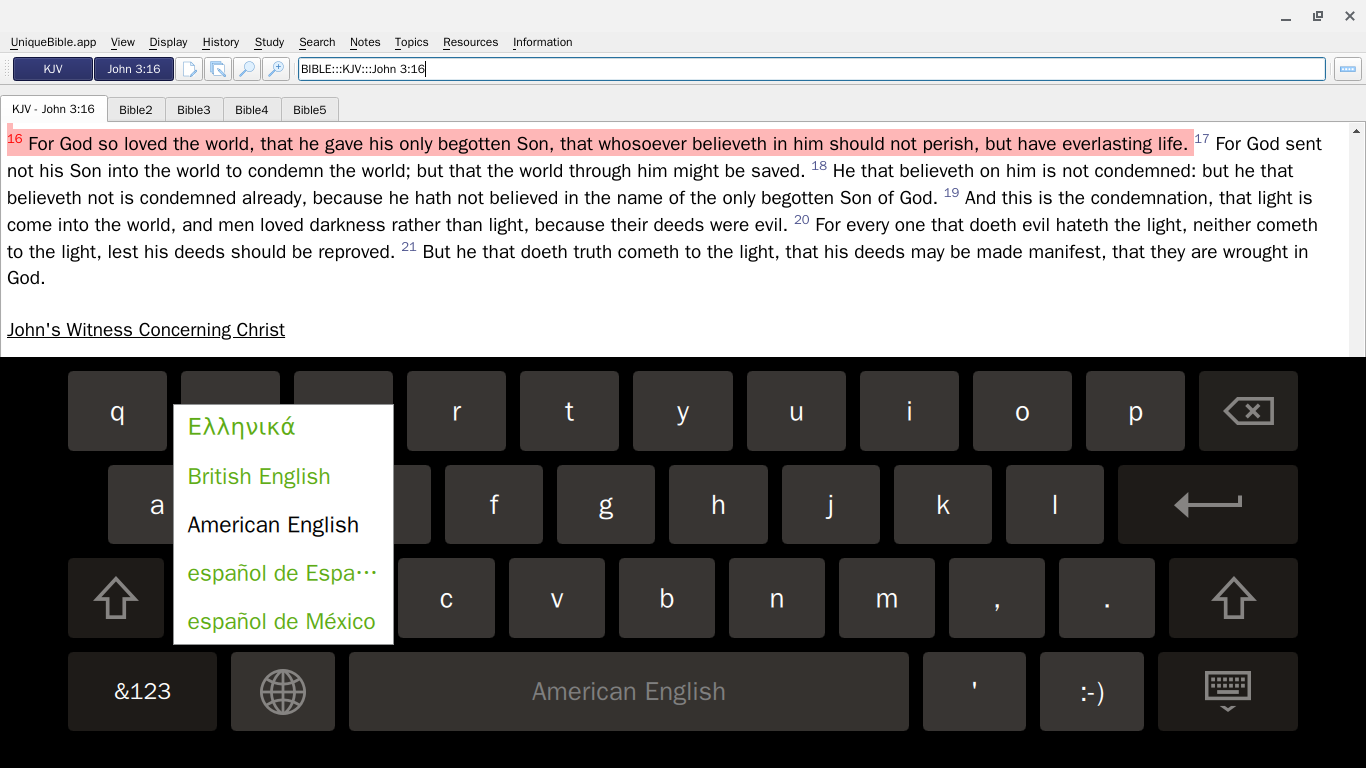 UniqueBible.app View Display History Study Search Notes Topics Resources Information
KJV John 3:16 BIBLE:::KJV:::John 3:16
KJV - John 3:16 Bible2 Bible3 Bible4 Bible5
16 For God so loved the world, that he gave his only begotten Son, that whosoever believeth in him should not perish, but have everlasting life. 17 For God sent
not his Son into the world to condemn the world; but that the world through him might be saved. 18 He that believeth on him is not condemned: but he that
believeth not is condemned already, because he hath not believed in the name of the only begotten Son of God. 19 And this is the condemnation, that light is
come into the world, and men loved darkness rather than light, because their deeds were evil. 20 For every one that doeth evil hateth the light, neither cometh
to the light, lest his deeds should be reproved. 21 But he that doeth truth cometh to the light, that his deeds may be made manifest, that they are wrought in
God.
John's Witness Concerning Christ
q r t y u i o p
Ελληνικά
British English
American English
español de Espa···
español de México
a f g h j k l
c v b n m , .
&123 American English ' :-)